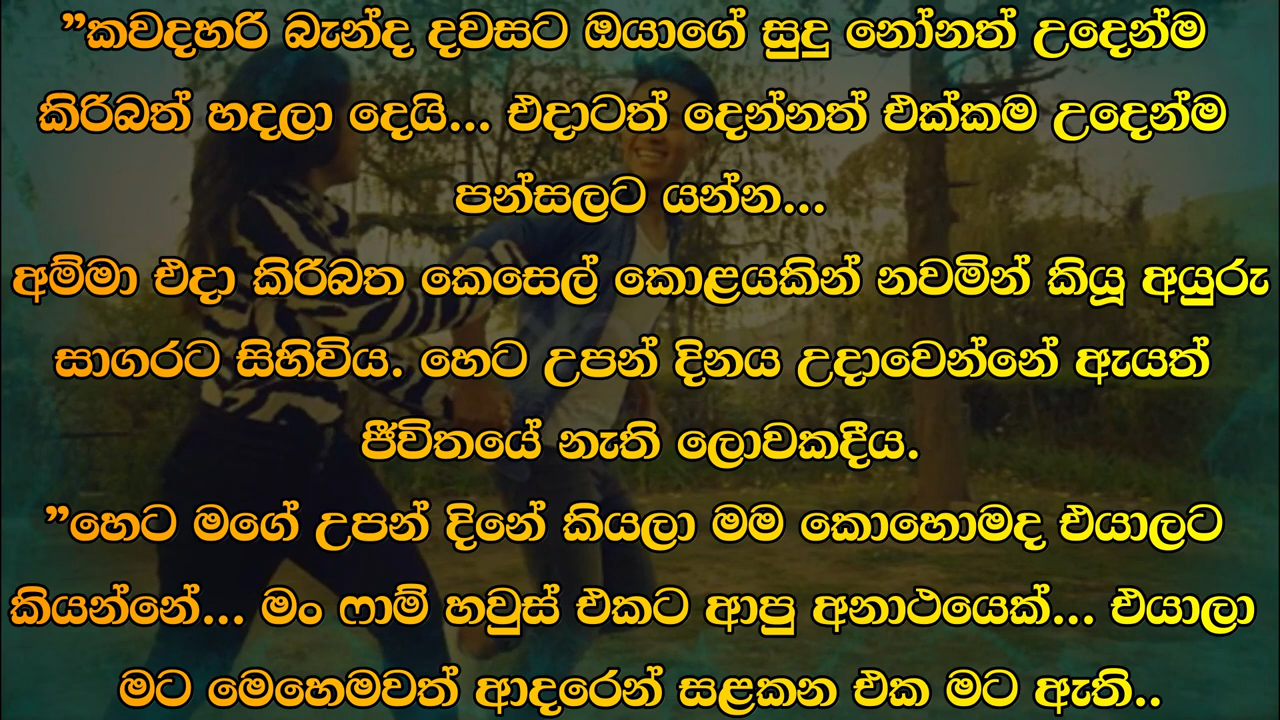 ”කවදහරි බැන්ද දවසට ඔයාගේ සුදු නෝනත් උදෙන්ම
කිරිබත් හදලා දෙයි... එදාටත් දෙන්නත් එක්කම උදෙන්ම
පන්සලට යන්න...
අම්මා එදා කිරිබත කෙසෙල් කොළයකින් නවමින් කියූ අයුරු
සාගරට සිහිවිය. හෙට උපන් දිනය උදාවෙන්නේ ඇයත්
ජීවිතයේ නැති ලොවකදීය.
”හෙට මගේ උපන් දිනේ කියලා මම කොහොමද එයාලට
කියන්නේ... මං ෆාම් හවුස් එකට ආපු අනාථයෙක්... එයාලා
මට මෙහෙමවත් ආදරෙන් සළකන එක මට ඇති..